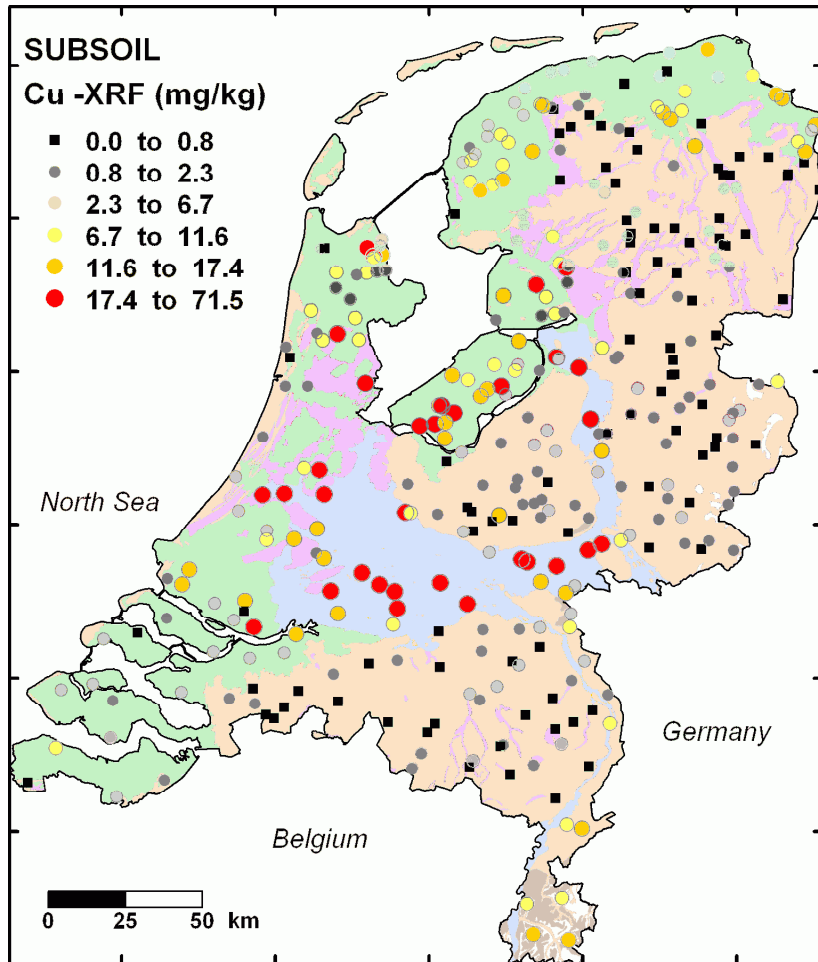 SUBSOIL
Cu -XRF (mg/kg)
0.0 to 0.8
0.8 to 2.3
2.3 to 6.7
6.7 to 11.6
11.6 to 17.4
17.4 to 71.5
North Sea
Germany
Belgium
0 25 50 km